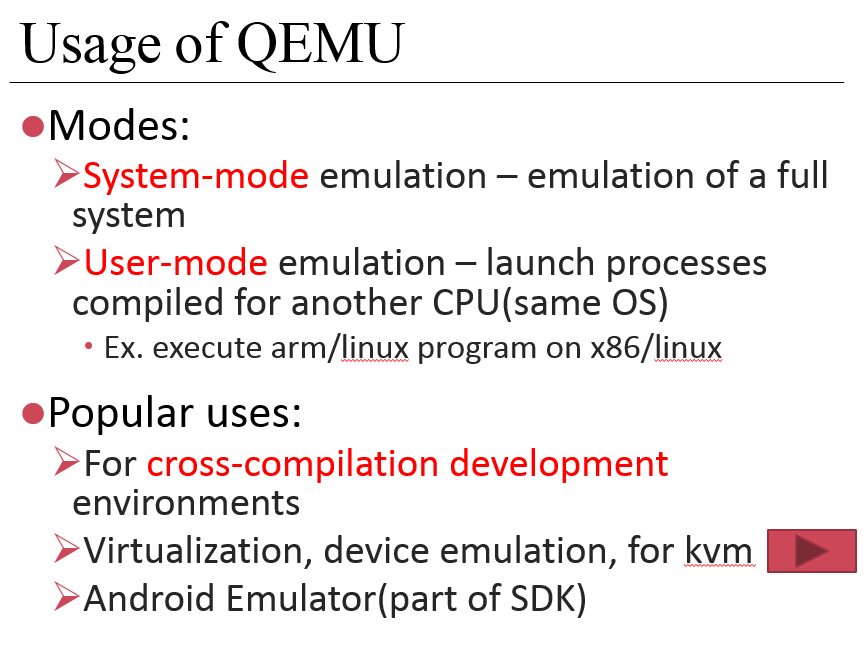 Usage of QEMU
Modes:
System-mode emulation – emulation of a full
system
User-mode emulation – launch processes
compiled for another CPU(same OS)
Ex. execute arm/linux program on x86/linux
Popular uses:
For cross-compilation development
environments
Virtualization, device emulation, for kvm
Android Emulator(part of SDK)